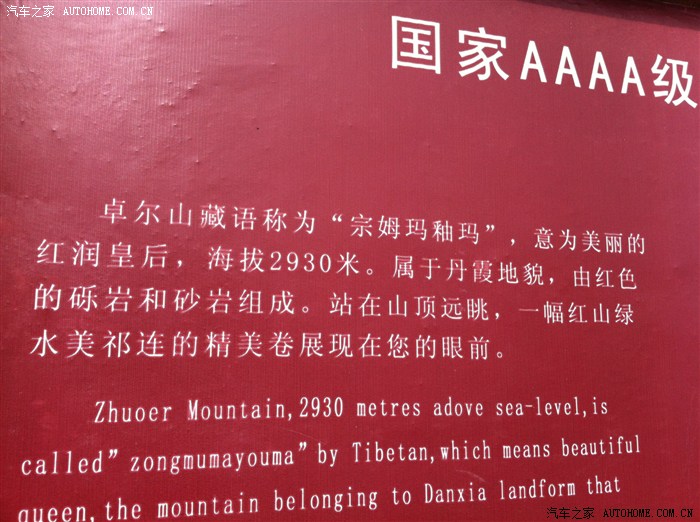 汽车之家 AUTOHOME.COM.CN
国家AAAA级
卓尔山藏语称为“宗姆玛釉玛”,意为美丽的
红润皇后,海拔2930米。属于丹霞地貌,由红色
的砾岩和砂岩组成。站在山顶远眺,一幅红山绿
水美祁连的精美卷展现在您的眼前。
Zhuoer Mountain,2930 metres adove sea-level,is
called”zongmumayouma”by Tibetan,which means beautiful
queen,the mountain belonging to Danxia landform that
汽车之家 AUTOHOME.COM.CN